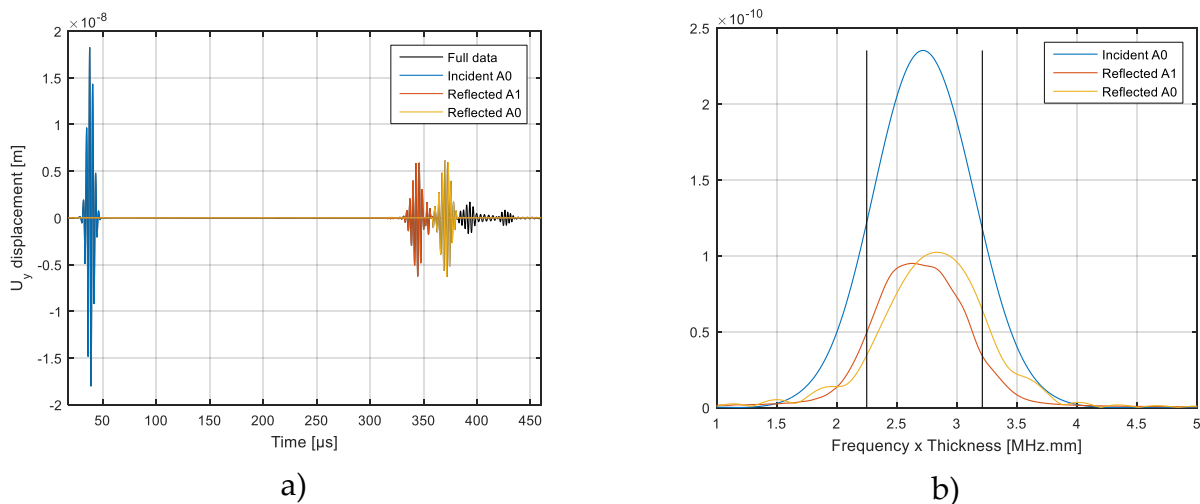 ×10-8
2
1.5
1
0.5
0
-0.5
-1
-1.5
-2
50 100 150 200 250 300 350 400 450
Time [µs]
Uy displacement [m]
Full data
Incident A0
Reflected A1
Reflected A0
a)
×10-10
2.5
2
1.5
1
0.5
0
1 1.5 2 2.5 3 3.5 4 4.5 5
Frequency x Thickness [MHz.mm]
Incident A0
Reflected A1
Reflected A0
b)